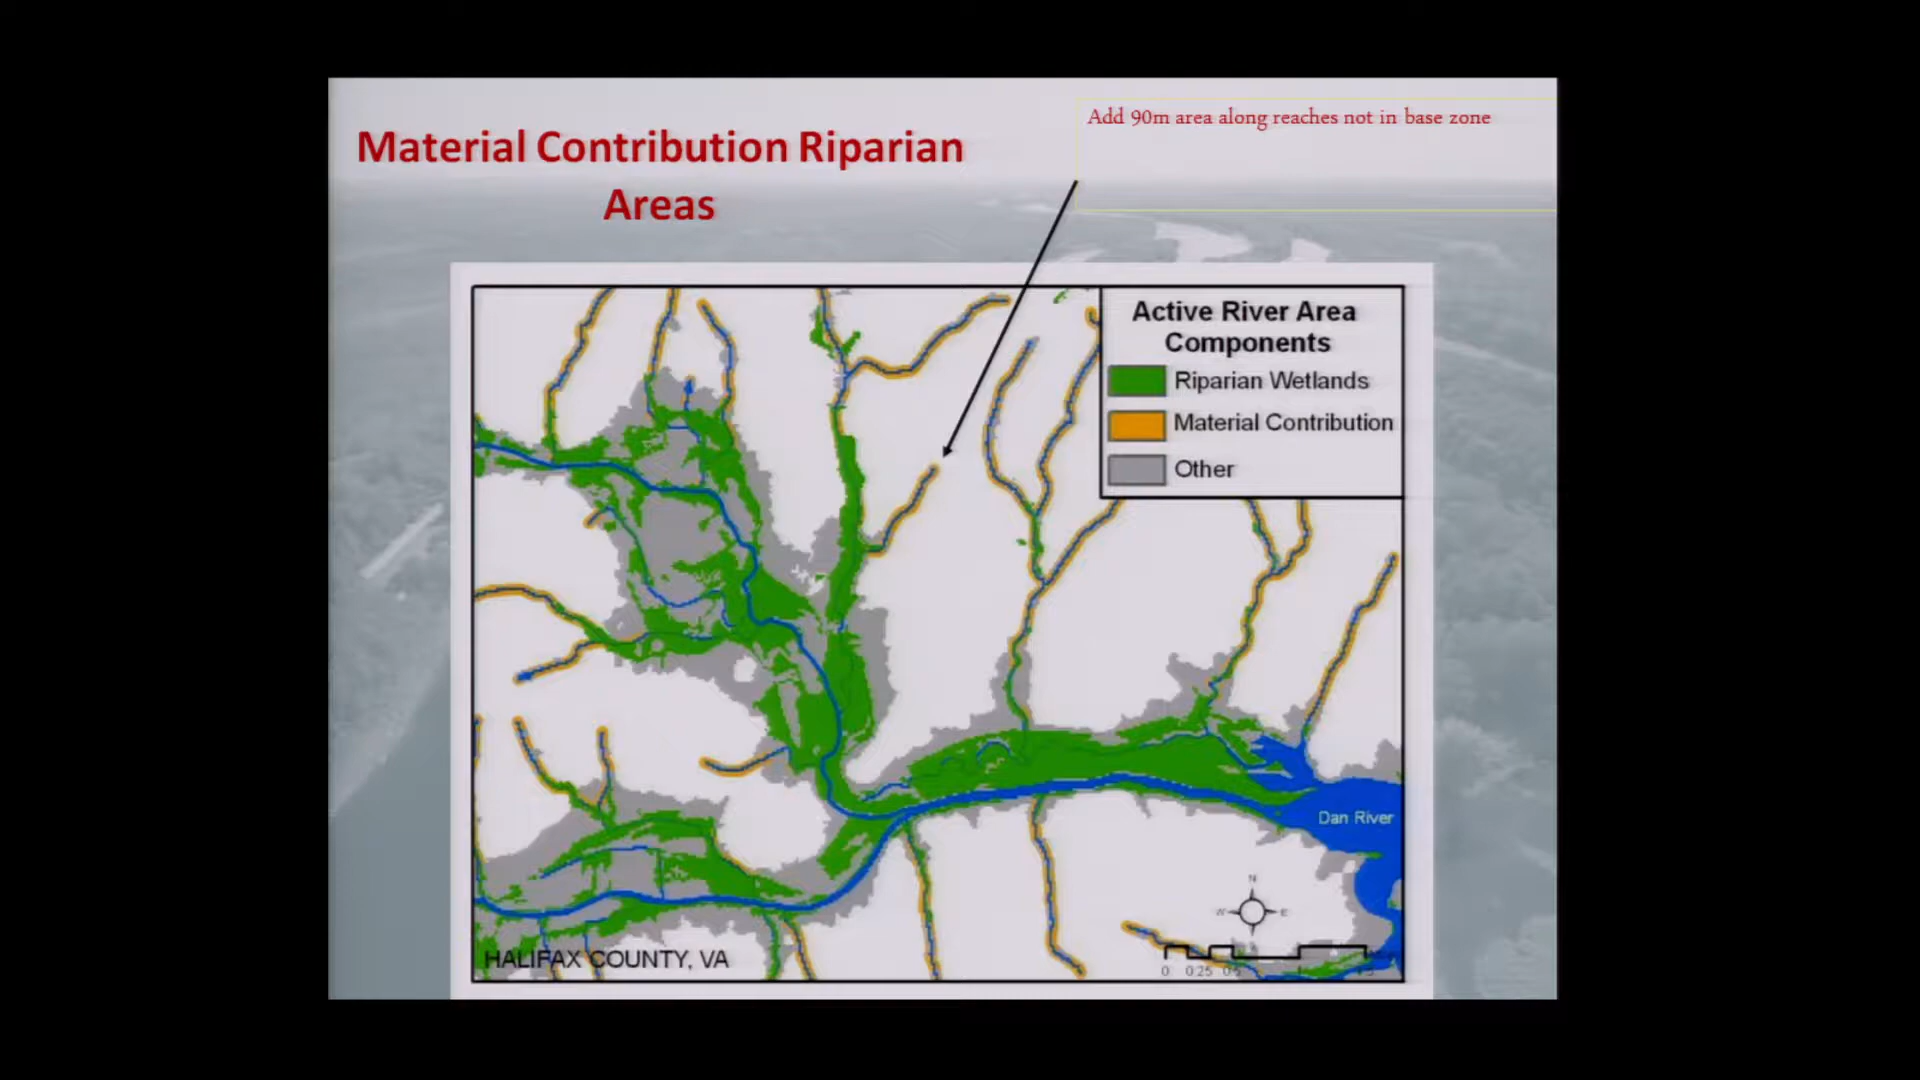 Add 90m area along reaches not in base zone
Material Contribution Riparian
Areas
Active River Area
Components
Riparian Wetlands
Material Contribution
Other
Dan River
N
W
E
HALIFAX COUNTY, VA
0 0.25